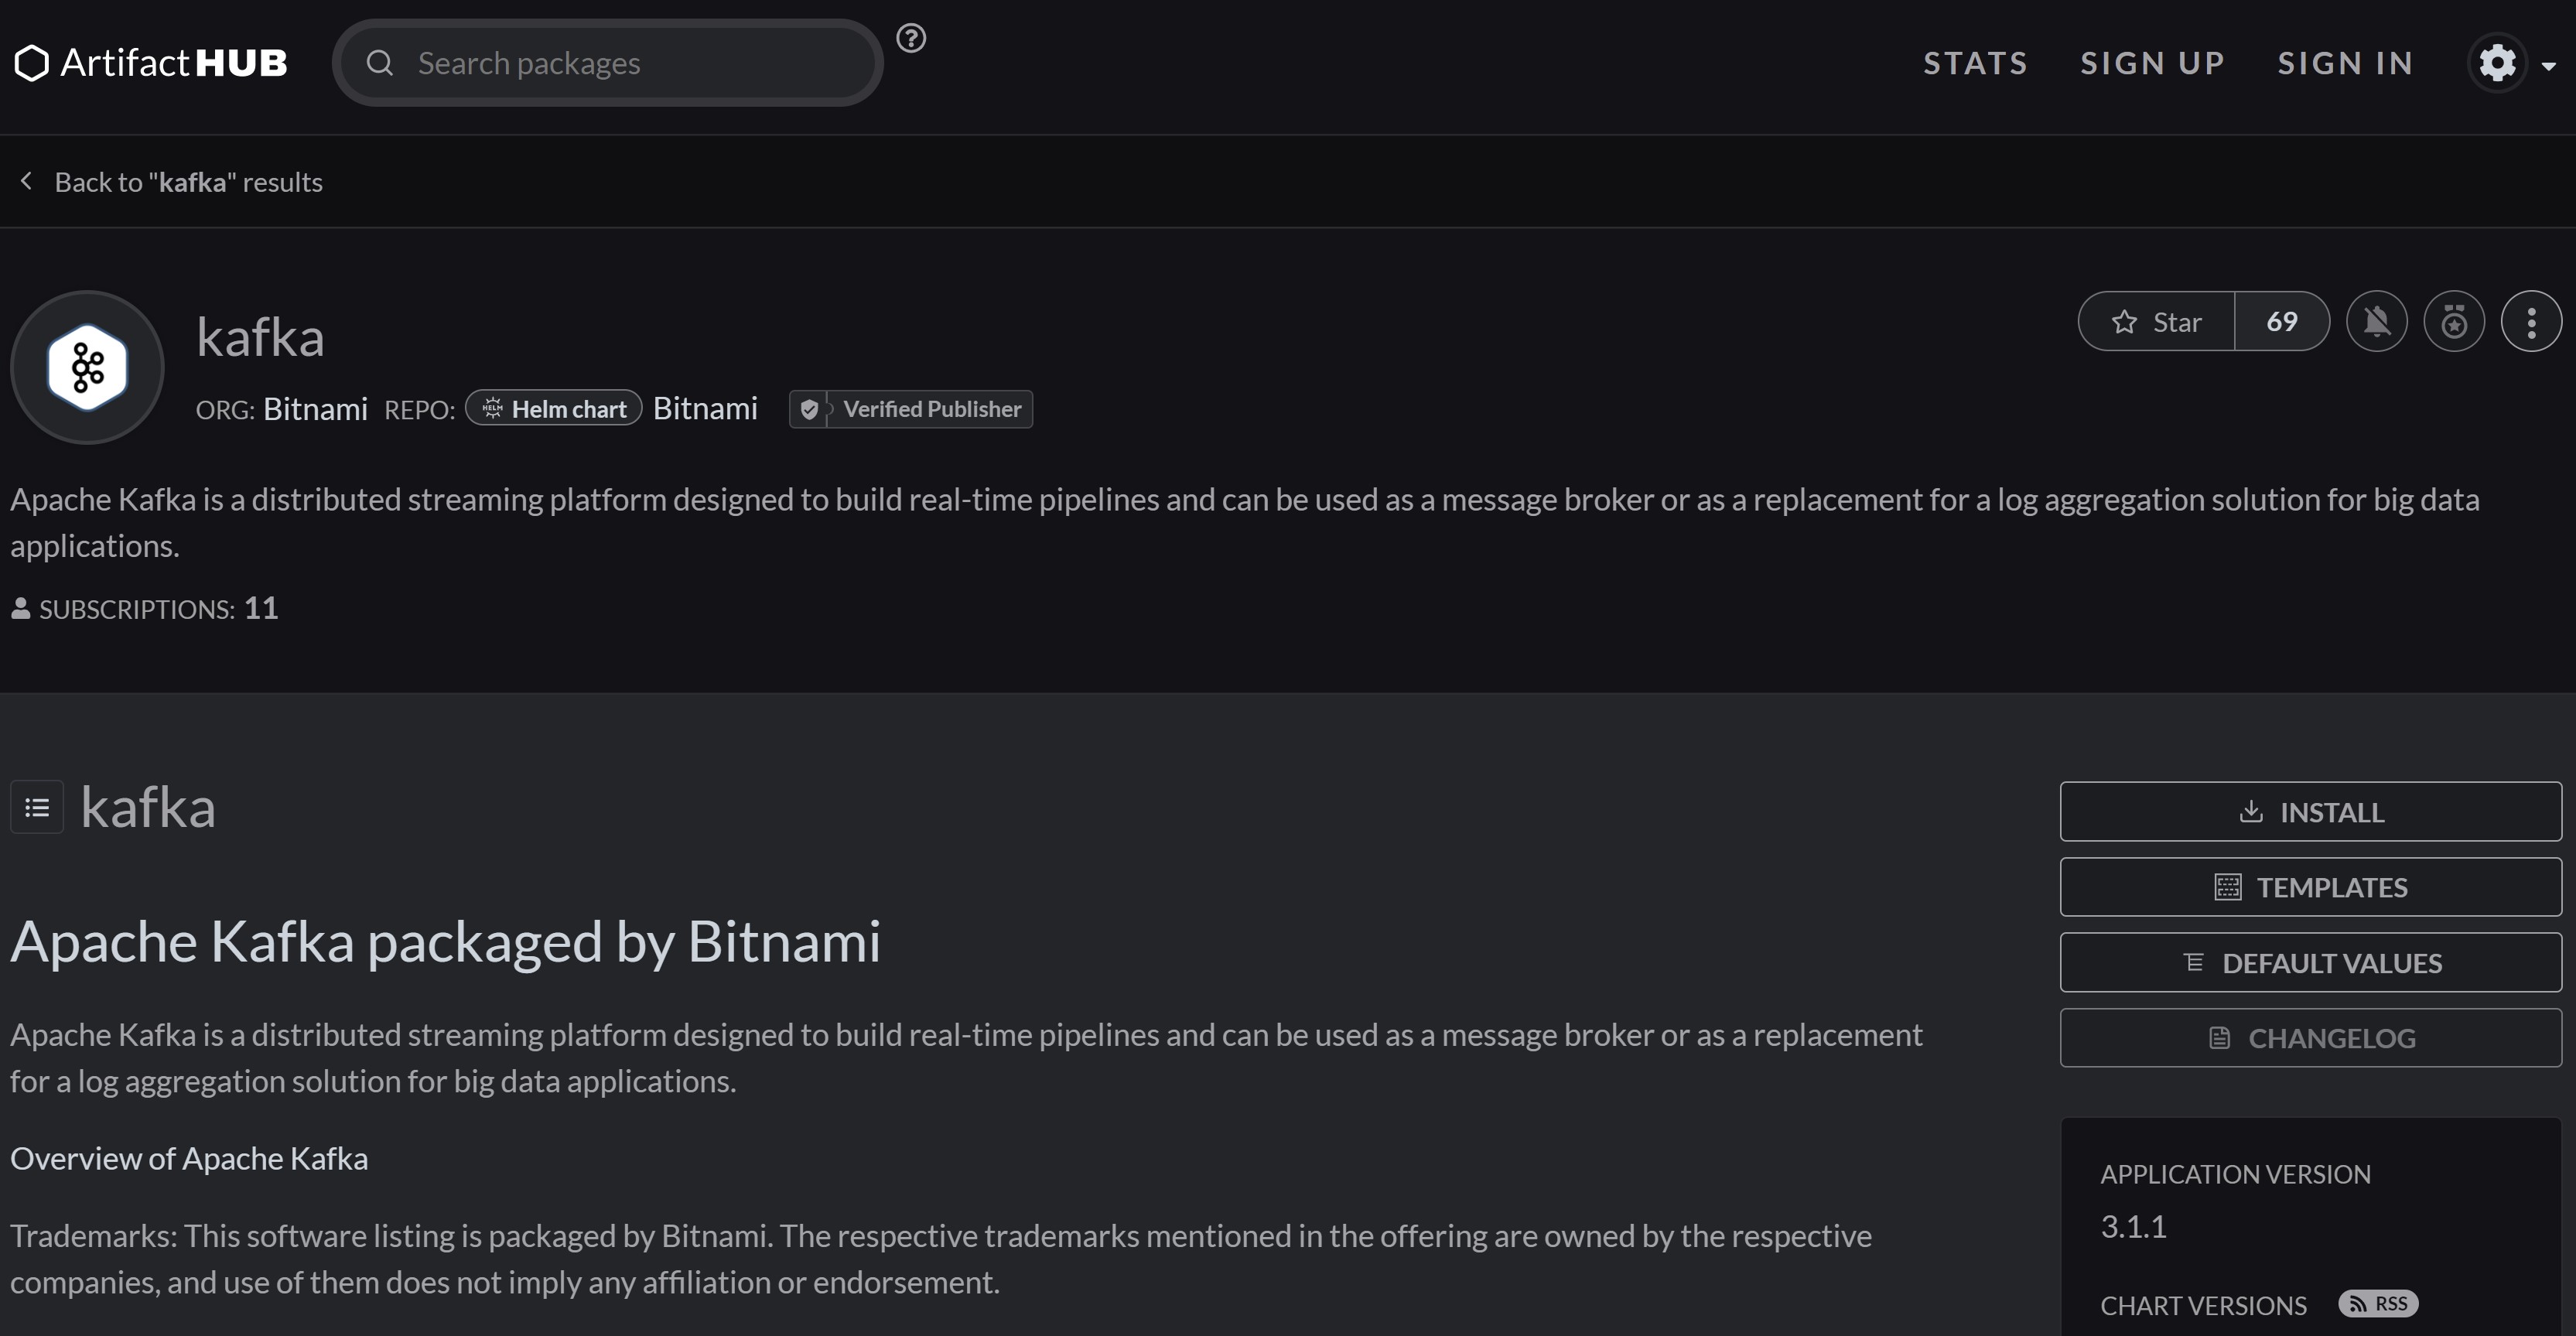 ArtifactHUB
Search packages
STATS SIGN UP SIGN IN
Back to "kafka" results
kafka
Star 69
ORG: Bitnami REPO: HELM Helm chart Bitnami Verified Publisher
Apache Kafka is a distributed streaming platform designed to build real-time pipelines and can be used as a message broker or as a replacement for a log aggregation solution for big data
applications.
SUBSCRIPTIONS: 11
kafka
Apache Kafka packaged by Bitnami
Apache Kafka is a distributed streaming platform designed to build real-time pipelines and can be used as a message broker or as a replacement
for a log aggregation solution for big data applications.
Overview of Apache Kafka
Trademarks: This software listing is packaged by Bitnami. The respective trademarks mentioned in the offering are owned by the respective
companies, and use of them does not imply any affiliation or endorsement.
INSTALL
TEMPLATES
DEFAULT VALUES
CHANGELOG
APPLICATION VERSION
3.1.1
CHART VERSIONS RSS